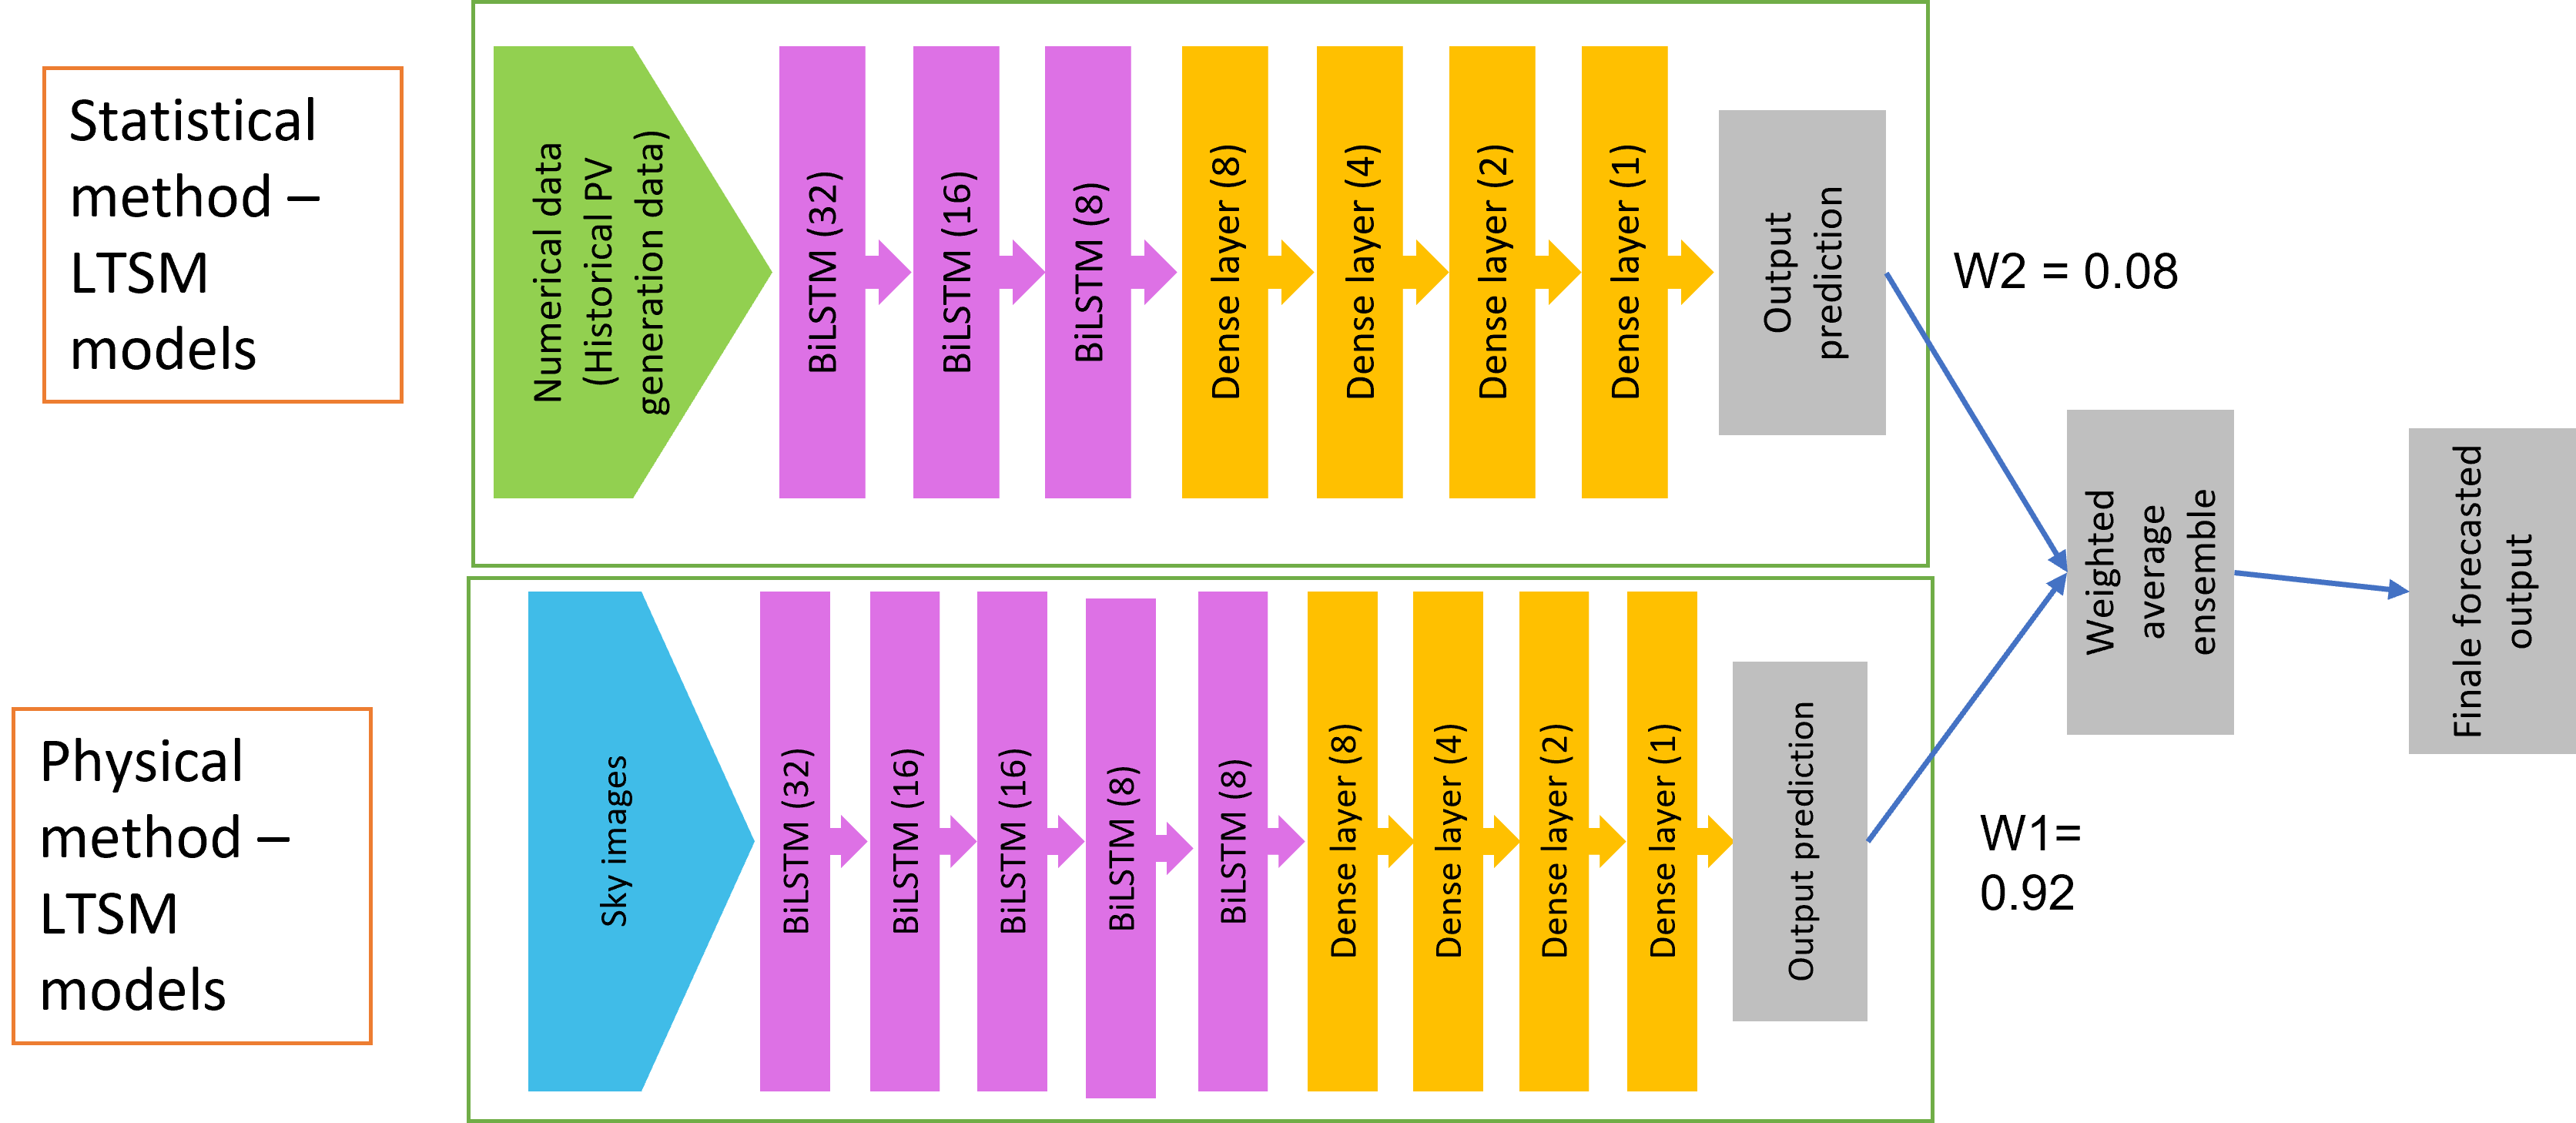 Statistical
method –
LTSM
models
Numerical data
(Historical PV
generation data)
BiLSTM (32)
BiLSTM (16)
BiLSTM (8)
Dense layer (8)
Dense layer (4)
Dense layer (2)
Dense layer (1)
Output
prediction
W2 = 0.08
Physical
method –
LTSM
models
Sky images
BiLSTM (32)
BiLSTM (16)
BiLSTM (16)
BiLSTM (8)
BiLSTM (8)
Dense layer (8)
Dense layer (4)
Dense layer (2)
Dense layer (1)
Output prediction
W1=
0.92
Weighted
average
ensemble
Finale forecasted
output